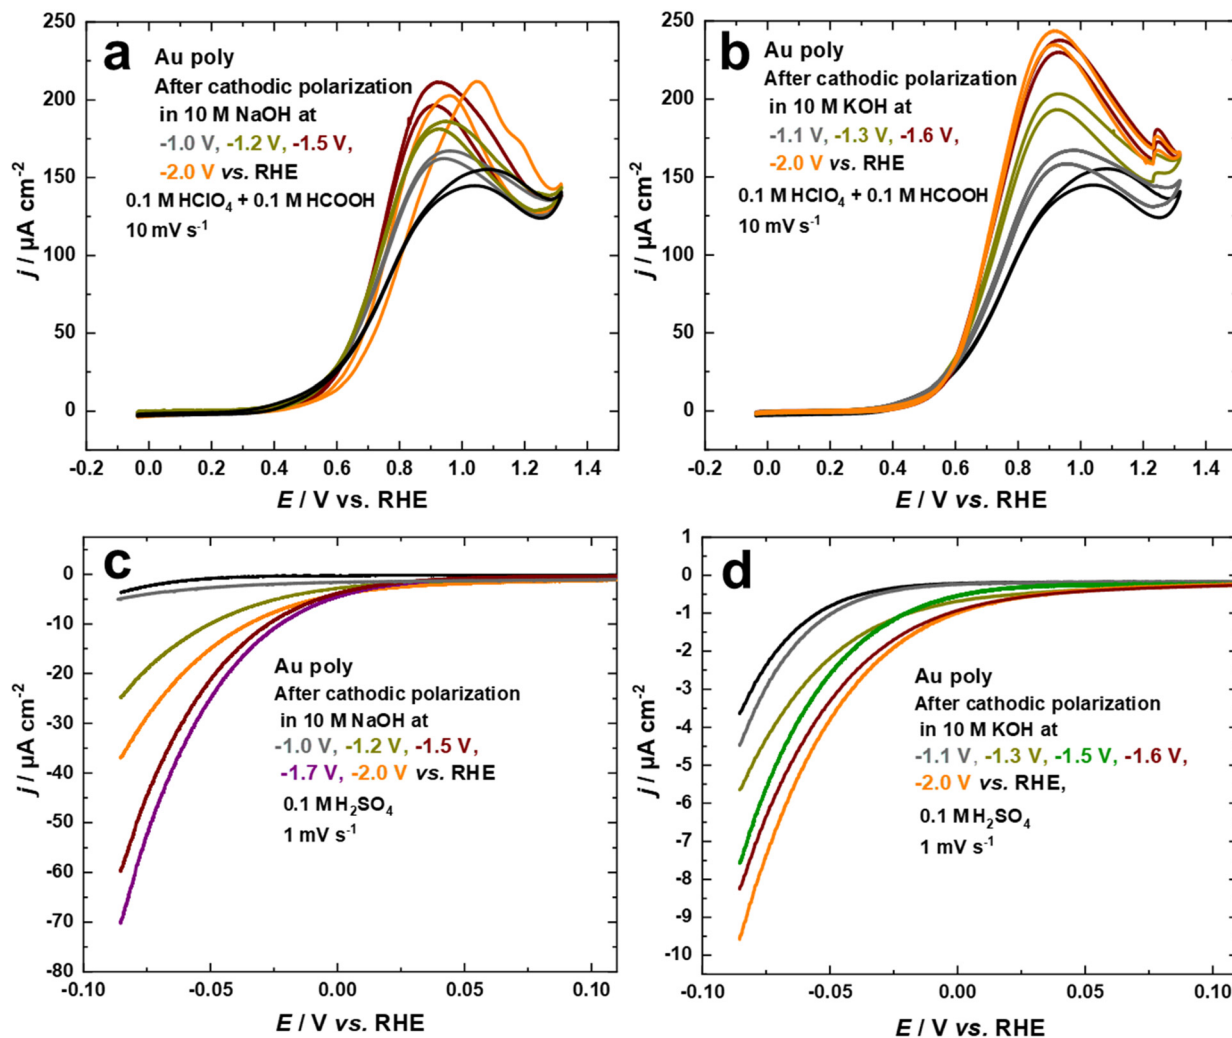 a
Au poly
After cathodic polarization
in 10 M NaOH at
-1.0 V, -1.2 V, -1.5 V,
-2.0 V vs. RHE
0.1 M HClO₄ + 0.1 M HCOOH
10 mV s⁻¹
250
200
150
100
50
0
j / µA cm⁻²
-0.2 0.0 0.2 0.4 0.6 0.8 1.0 1.2 1.4
E / V vs. RHE
b
Au poly
After cathodic polarization
in 10 M KOH at
-1.1 V, -1.3 V, -1.6 V,
-2.0 V vs. RHE
0.1 M HClO₄ + 0.1 M HCOOH
10 mV s⁻¹
250
200
150
100
50
0
j / µA cm⁻²
-0.2 0.0 0.2 0.4 0.6 0.8 1.0 1.2 1.4
E / V vs. RHE
c
Au poly
After cathodic polarization
in 10 M NaOH at
-1.0 V, -1.2 V, -1.5 V,
-1.7 V, -2.0 V vs. RHE
0.1 M H₂SO₄
1 mV s⁻¹
0
-10
-20
-30
-40
-50
-60
-70
-80
j / µA cm⁻²
-0.10 -0.05 0.00 0.05 0.10
E / V vs. RHE
d
Au poly
After cathodic polarization
in 10 M KOH at
-1.1 V, -1.3 V, -1.5 V, -1.6 V,
-2.0 V vs. RHE,
0.1 M H₂SO₄
1 mV s⁻¹
1
0
-1
-2
-3
-4
-5
-6
-7
-8
-9
-10
j / µA cm⁻²
-0.10 -0.05 0.00 0.05 0.10
E / V vs. RHE